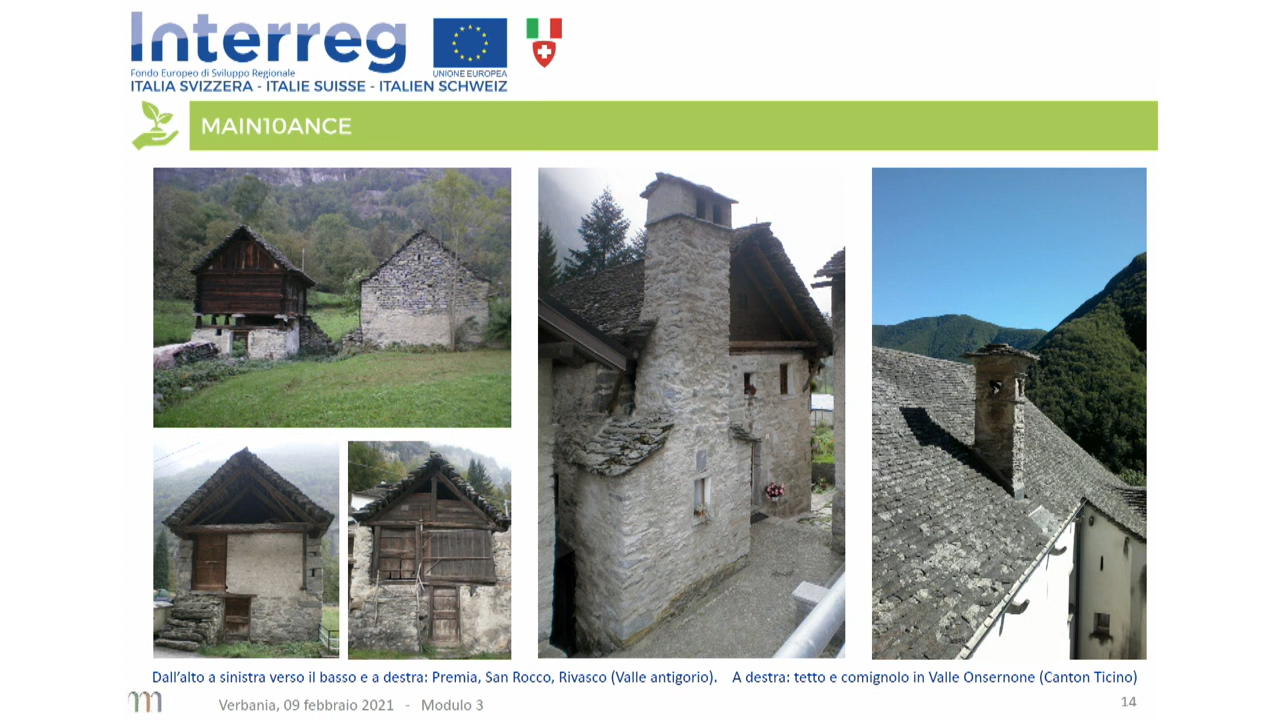 Interreg
Fondo Europeo di Sviluppo Regionale
UNIONE EUROPEA
ITALIA SVIZZERA - ITALIE SUISSE - ITALIEN SCHWEIZ
MAIN10ANCE
Dall'alto a sinistra verso il basso e a destra: Premia, San Rocco, Rivasco (Valle antigorio). A destra: tetto e comignolo in Valle Onsernone (Canton Ticino)
Verbania, 09 febbraio 2021 - Modulo 3
14